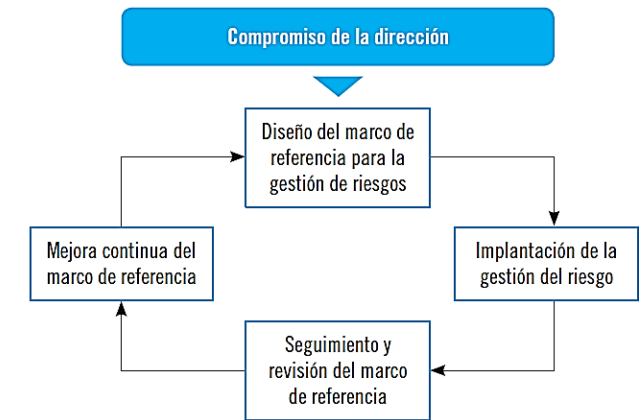 Compromiso de la dirección
Diseño del marco de
referencia para la
gestión de riesgos
Mejora continua del
marco de referencia
Implantación de la
gestión del riesgo
Seguimiento y
revisión del marco
de referencia